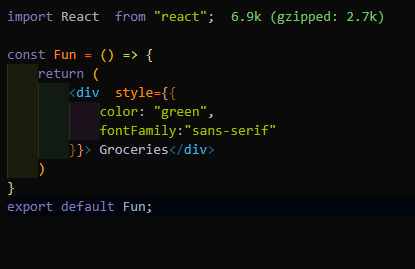 import React  from "react";  6.9k (gzipped: 2.7k)
const Fun = () => {
    return (
        <div  style={{
            color: "green",
            fontFamily:"sans-serif"
        }}> Groceries</div>
    )
}
export default Fun;